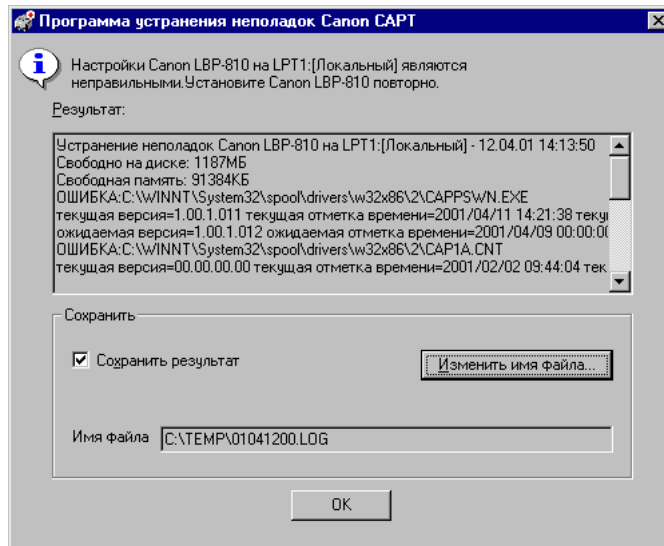 Программа устранения неполадок Canon CAPT
Настройки Canon LBP-810 на LPT1:[Локальный] являются
неправильными.Установите Canon LBP-810 повторно.
Результат:
Устранение неполадок Canon LBP-810 на LPT1:[Локальный] - 12.04.01 14:13:50
Свободно на диске: 1187МБ
Свободная память: 91384КБ
ОШИБКА:C:\WINNT\System32\spool\drivers\w32x86\2\CAPPSWN.EXE
текущая версия=1.00.1.011 текущая отметка времени=2001/04/11 14:21:38
ожидаемая версия=1.00.1.012 ожидаемая отметка времени=2001/04/09
ОШИБКА:C:\WINNT\System32\spool\drivers\w32x86\2\CAP1A.CNT
текущая версия=00.00.00.00 текущая отметка времени=2001/02/02 09:44:04
Сохранить
Сохранить результат
Изменить имя файла...
Имя файла C:\TEMP\01041200.LOG
OK